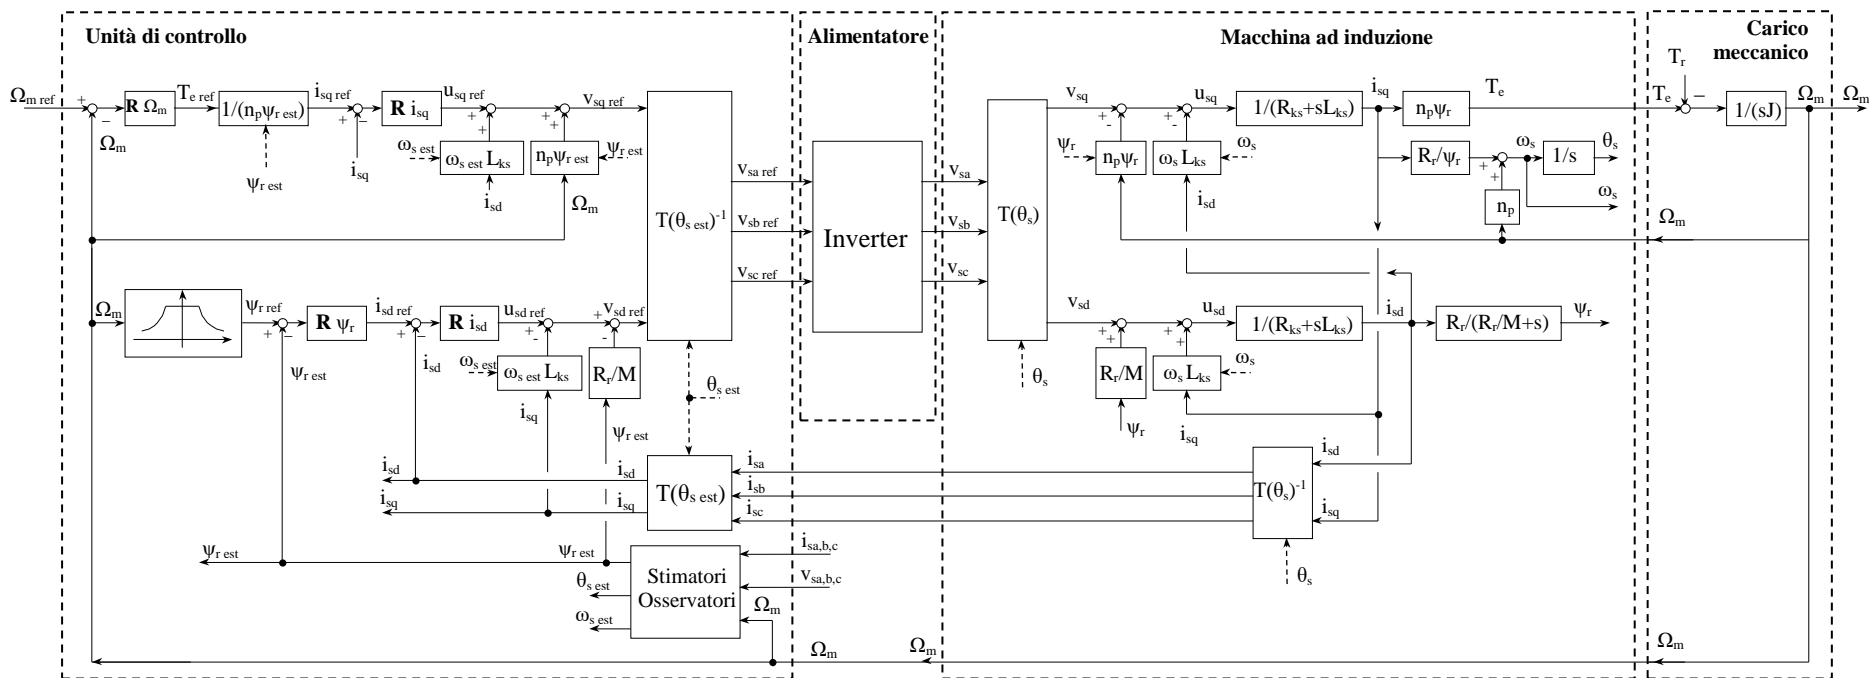 Unità di controllo
Alimentatore
Macchina ad induzione
Carico
meccanico
Ωm ref
+
−
Ωm
R Ωm
Te ref
1/(npψr est)
ψr est
isq ref
+
−
isq
R isq
usq ref
+
+
ωs est
ωs est Lks
isd
+
+
npψr est
ψr est
Ωm
vsq ref
T(θs est)-1
vsa ref
vsb ref
vsc ref
Inverter
vsa
vsb
vsc
T(θs)
θs
vsq
+
-
ψr
npψr
+
-
ωs Lks
ωs
isd
usq
1/(Rks+sLks)
isq
npψr
Te
Rr/ψr
+
+
np
ωs
1/s
θs
ωs
Te
Tr
−
1/(sJ)
Ωm
Ωm
Ωm
Ωm
ψr ref
+
−
ψr est
R ψr
isd ref
+
−
isd
R isd
usd ref
+
-
ωs est
ωs est Lks
isq
+
-
vsd ref
Rr/M
ψr est
θs est
vsd
+
+
Rr/M
ψr
+
+
ωs Lks
ωs
isq
usd
1/(Rks+sLks)
isd
Rr/(Rr/M+s)
ψr
isd
isq
isd
isq
T(θs est)
isa
isb
isc
T(θs)-1
isd
isq
θs
ψr est
ψr est
θs est
ωs est
Stimatori
Osservatori
isa,b,c
vsa,b,c
Ωm
Ωm
Ωm
Ωm